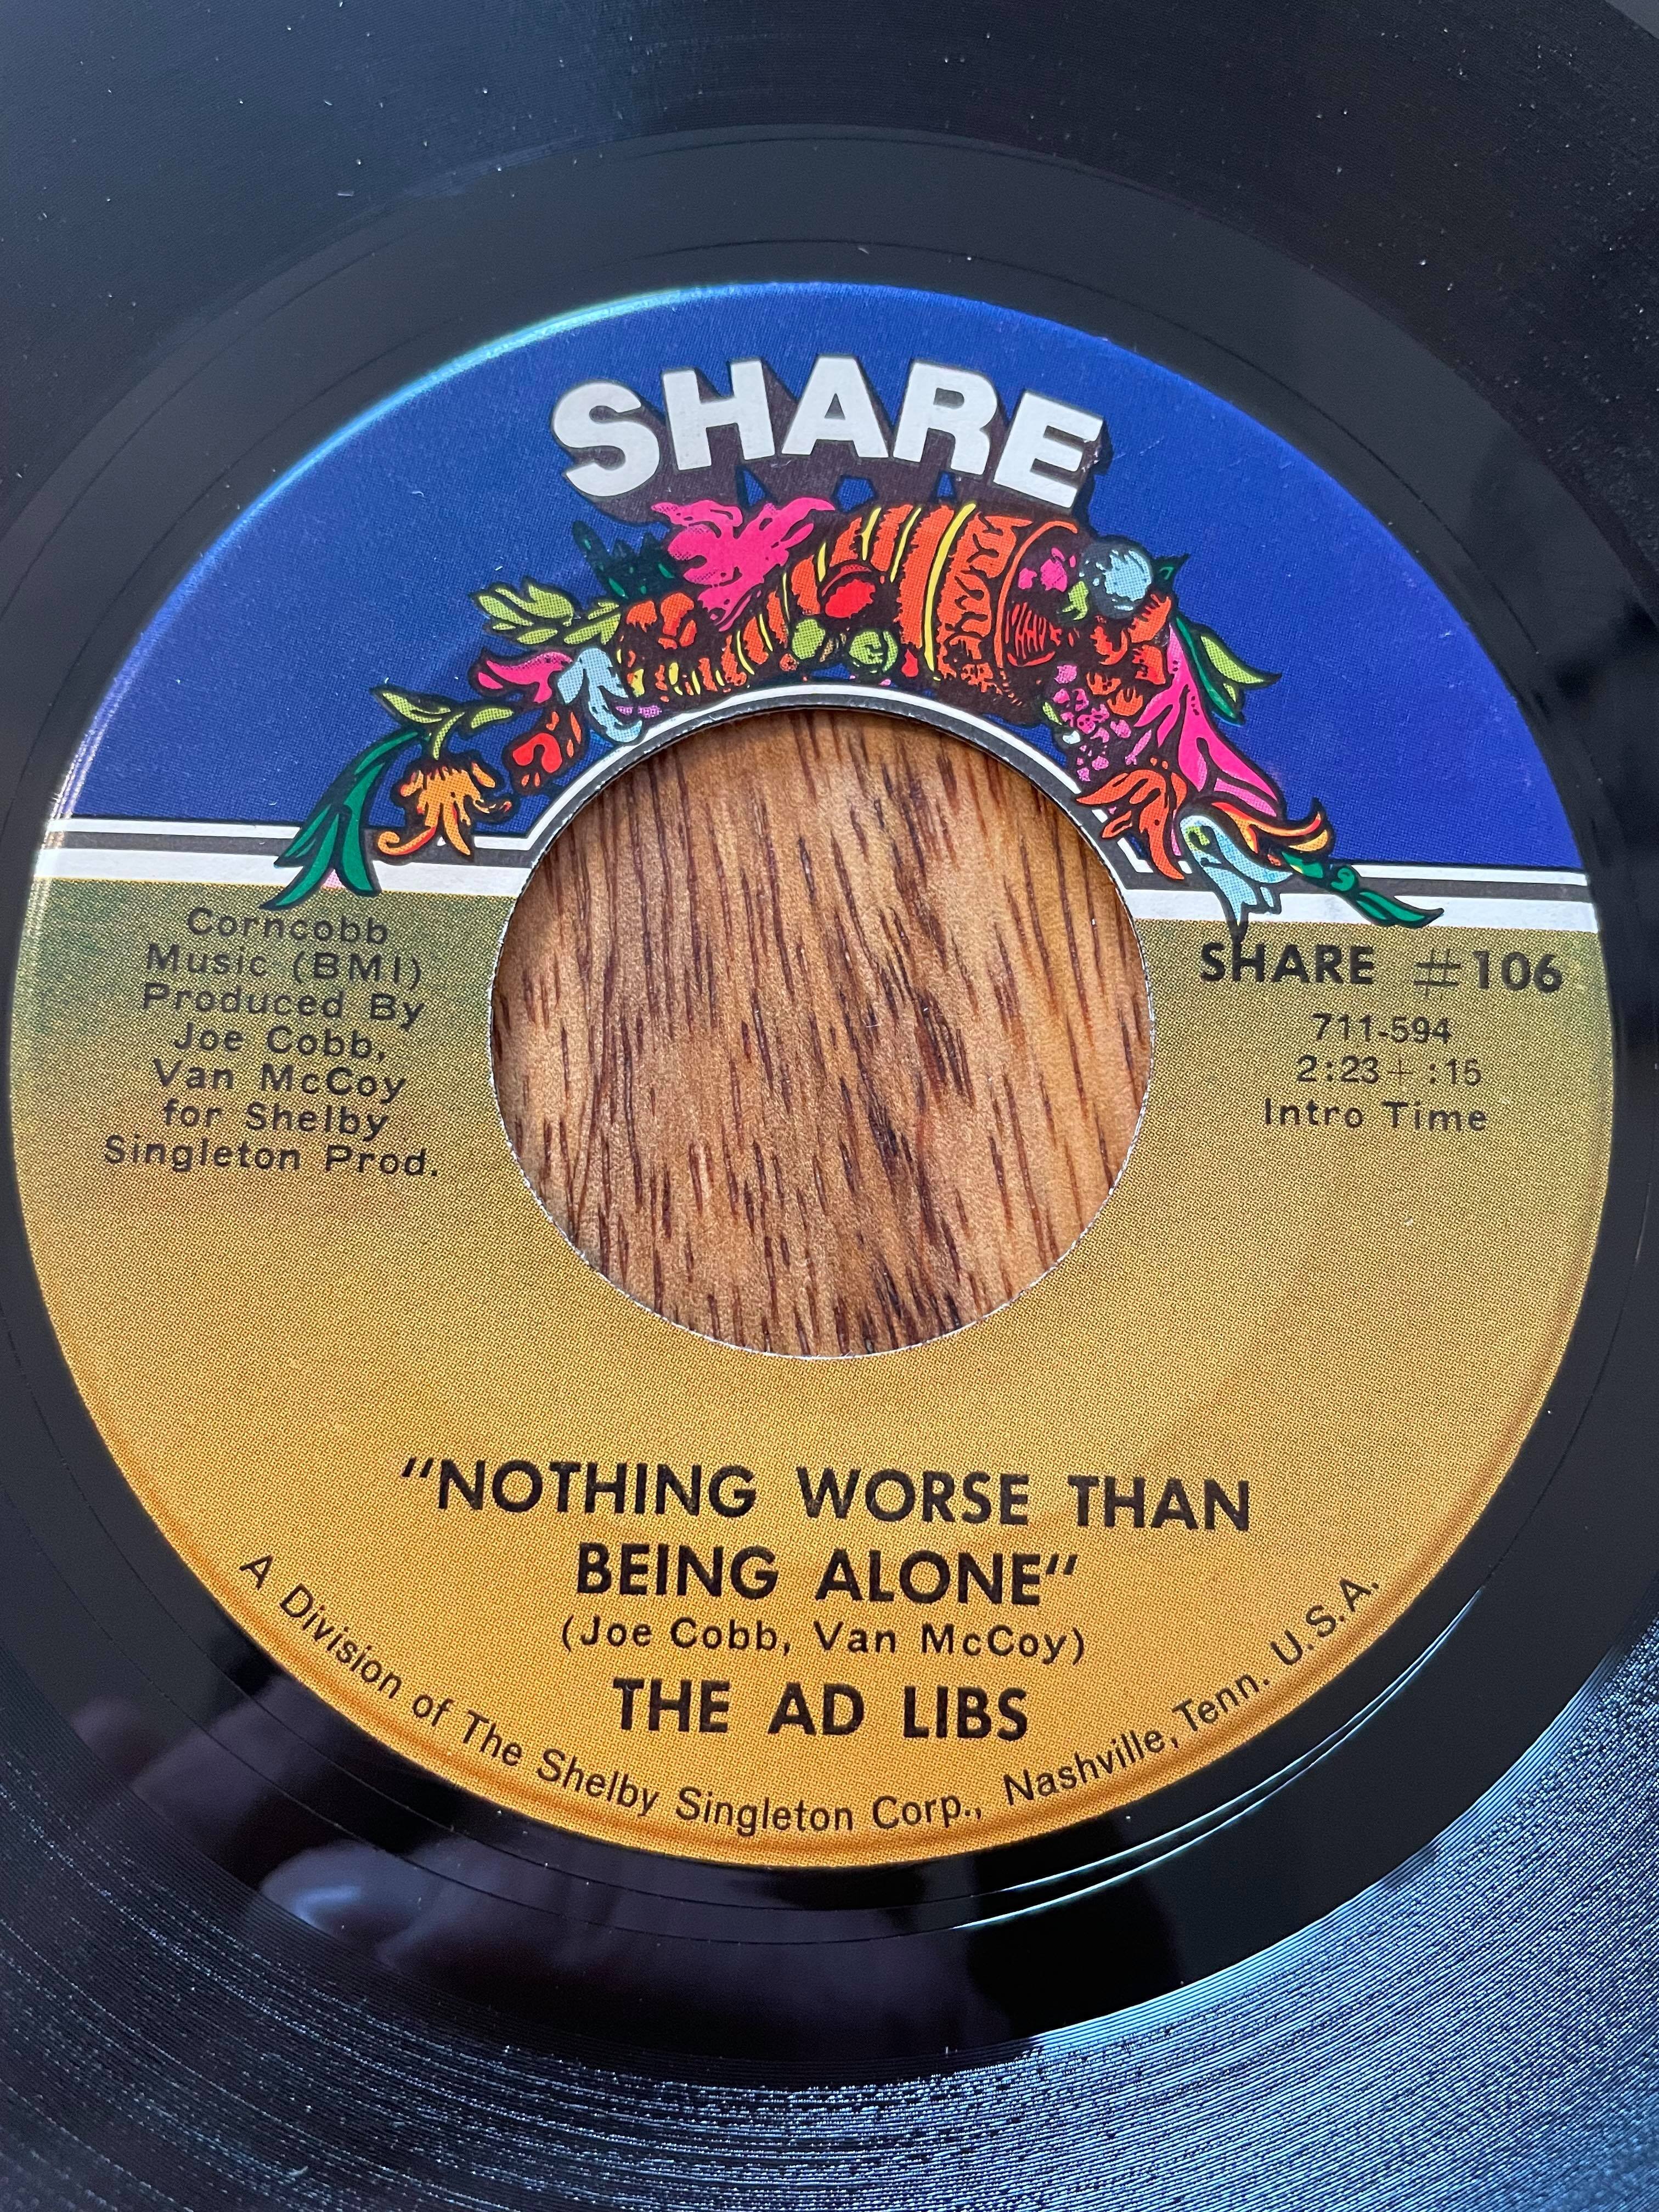 SHARE
Corncobb
Music (BMI)
Produced By
Joe Cobb,
Van McCoy
for Shelby
Singleton Prod.
SHARE #106
711-594
2:23+ :15
Intro Time
"NOTHING WORSE THAN
BEING ALONE"
(Joe Cobb, Van McCoy)
THE AD LIBS
A Division of The Shelby Singleton Corp., Nashville, Tenn. U.S.A.